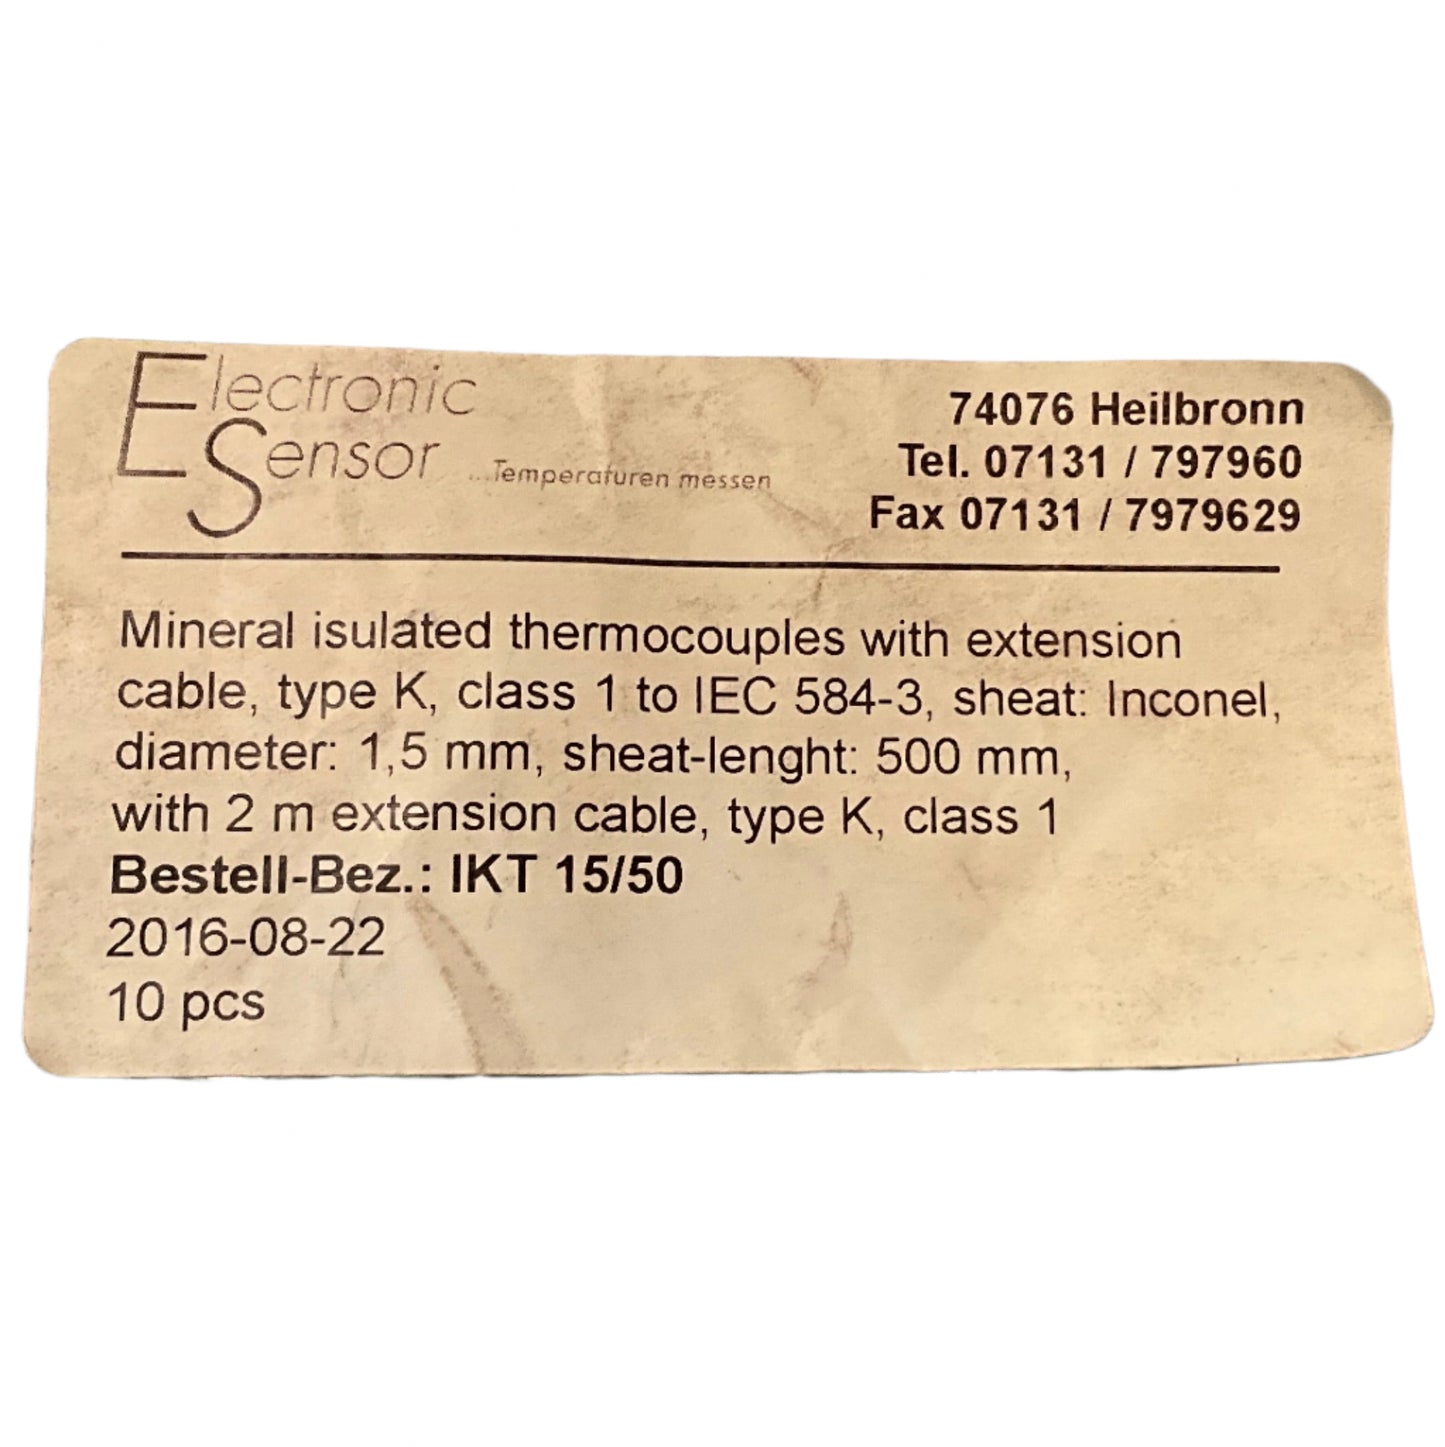 Electronic
Sensor ...Temperaturen messen
74076 Heilbronn
Tel. 07131 / 797960
Fax 07131 / 7979629
Mineral isulated thermocouples with extension
cable, type K, class 1 to IEC 584-3, sheat: Inconel,
diameter: 1,5 mm, sheat-lenght: 500 mm,
with 2 m extension cable, type K, class 1
Bestell-Bez.: IKT 15/50
2016-08-22
10 pcs